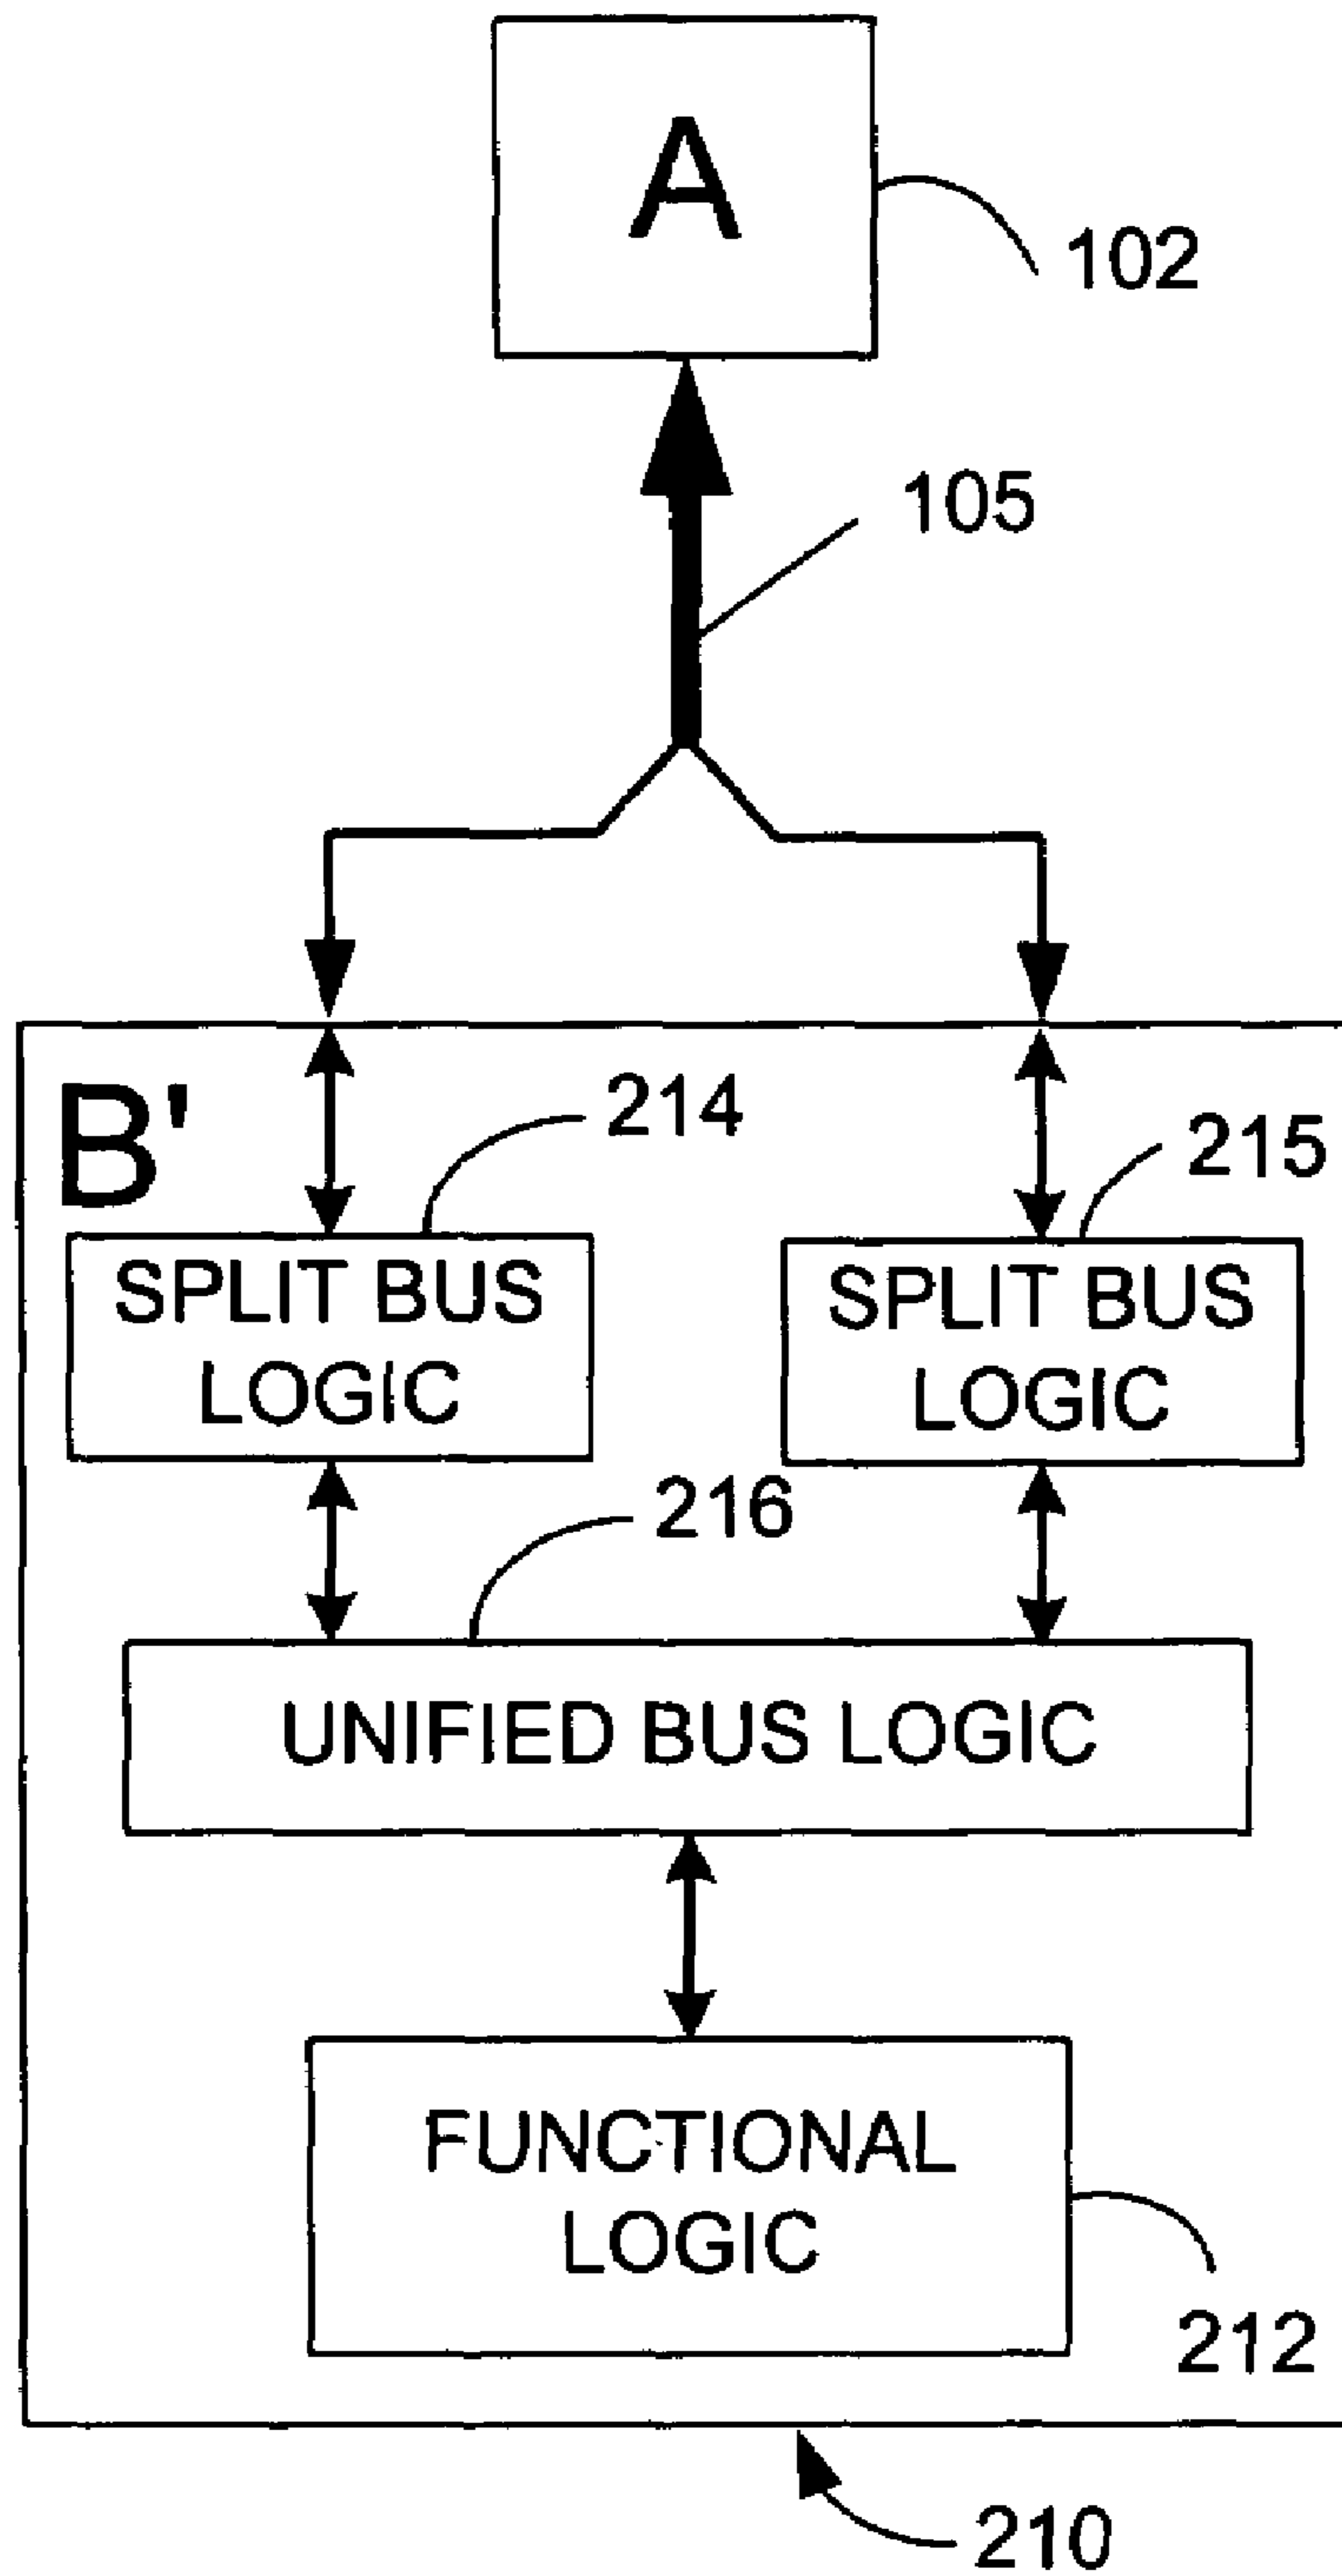 A
102
105
B'
214
215
SPLIT BUS
LOGIC
SPLIT BUS
LOGIC
216
UNIFIED BUS LOGIC
FUNCTIONAL
LOGIC
212
210